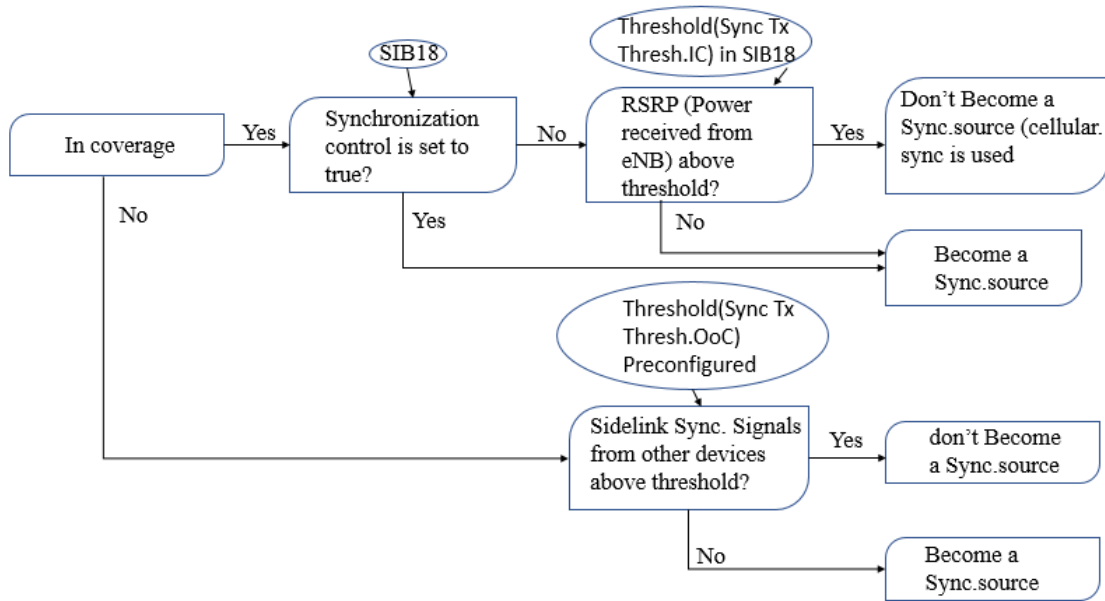 SIB18
Threshold(Sync Tx
Thresh.IC) in SIB18
In coverage
Yes
Synchronization
control is set to
true?
No
RSRP (Power
received from
eNB) above
threshold?
Yes
Don’t Become a
Sync.source (cellular.
sync is used
No
Yes
No
Become a
Sync.source
Threshold(Sync Tx
Thresh.OoC)
Preconfigured
Sidelink Sync. Signals
from other devices
above threshold?
Yes
don’t Become
a Sync.source
No
Become a
Sync.source